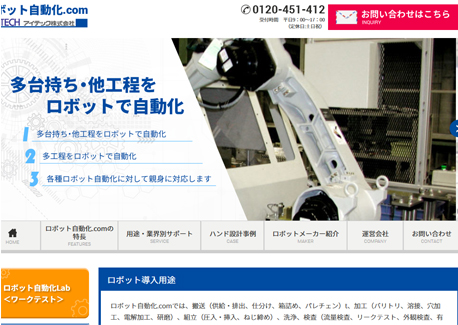 ボット自動化.com
TECH アイテック株式会社
0120-451-412
受付時間 平日9：00～17：00
(定休日:土日祝)
お問い合わせはこちら
INQUIRY
多台持ち・他工程を
ロボットで自動化
1 多台持ち・他工程をロボットで自動化
2 多工程をロボットで自動化
3 各種ロボット自動化に対して親身に対応します
HOME
ロボット自動化.comの
特長
FEATURES
用途・業界別サポート
SERVICE
ハンド設計事例
CASE
ロボットメーカー紹介
MAKER
運営会社
COMPANY
お問い合わせ
CONTACT
ロボット自動化Lab
＜ワークテスト＞
ロボット導入用途
ロボット自動化.comでは、搬送（供給・排出、仕分け、箱詰め、パレチェン）t、加工（バリトリ、溶接、穴加
工、電解加工、研磨）、組立（圧入・挿入、ねじ締め）、洗浄、検査（流量検査、リークテスト、外観検査、有